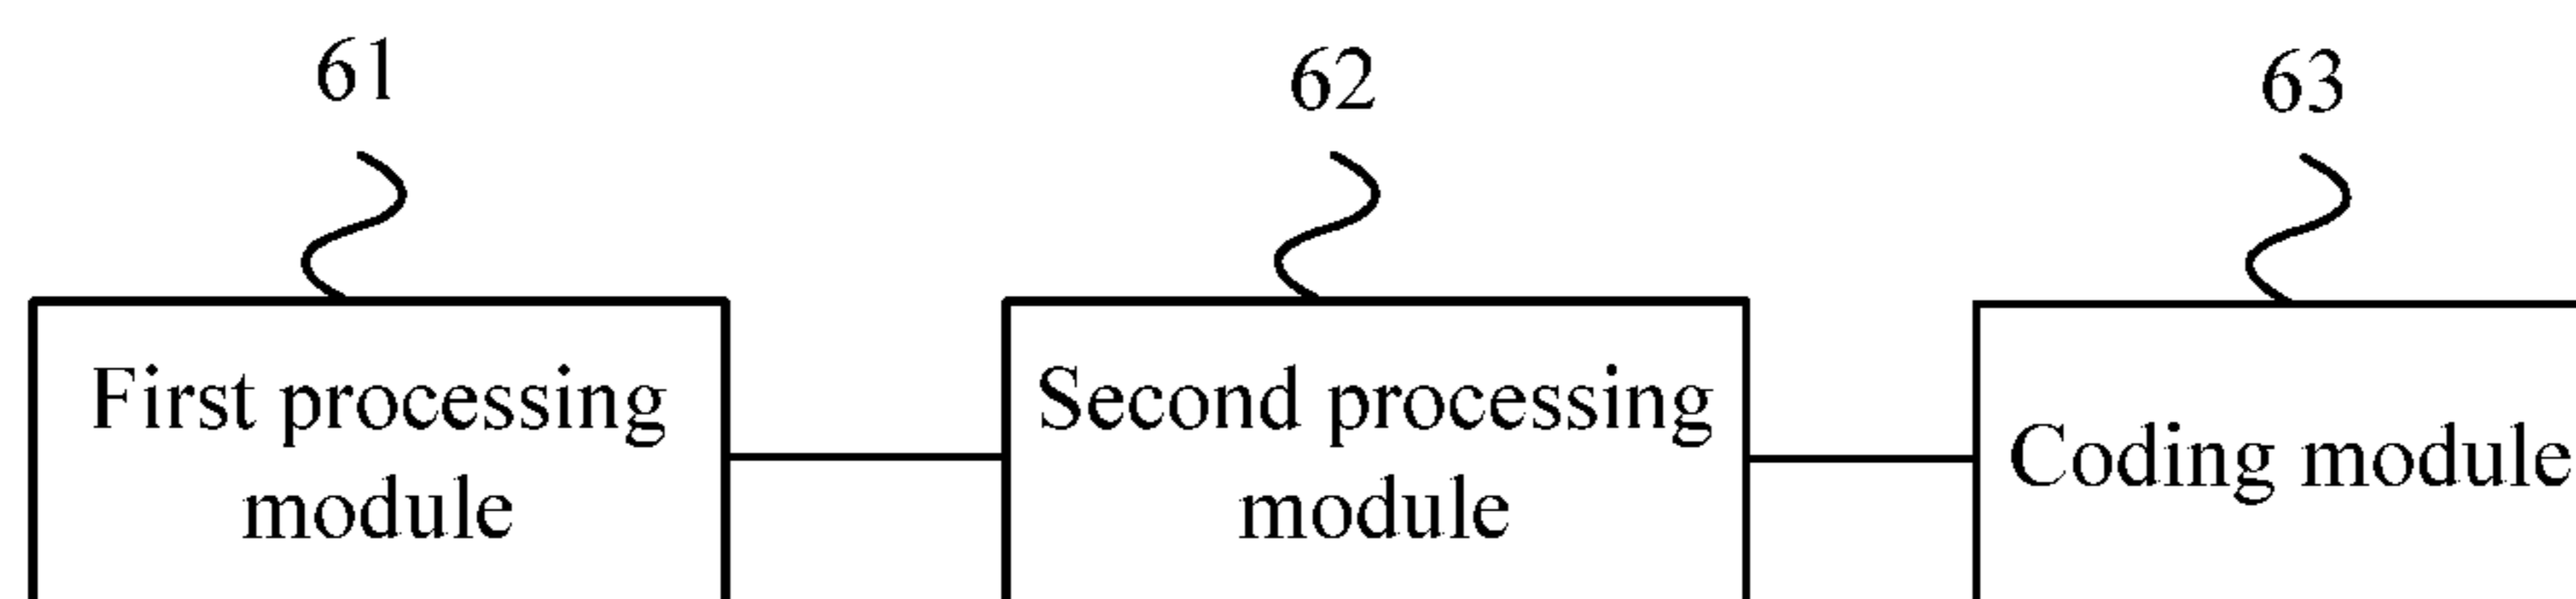 61
62
63
First processing
module
Second processing
module
Coding module